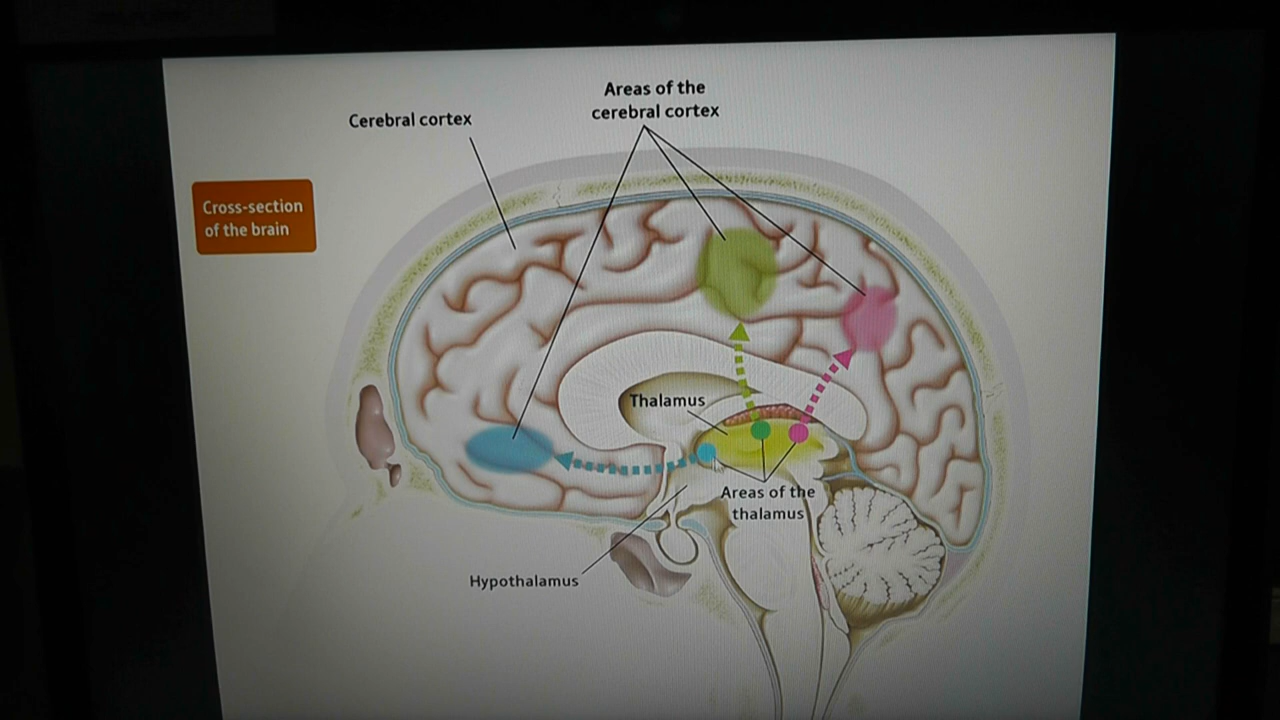 Areas of the
cerebral cortex
Cerebral cortex
Cross-section
of the brain
Thalamus
Areas of the
thalamus
Hypothalamus